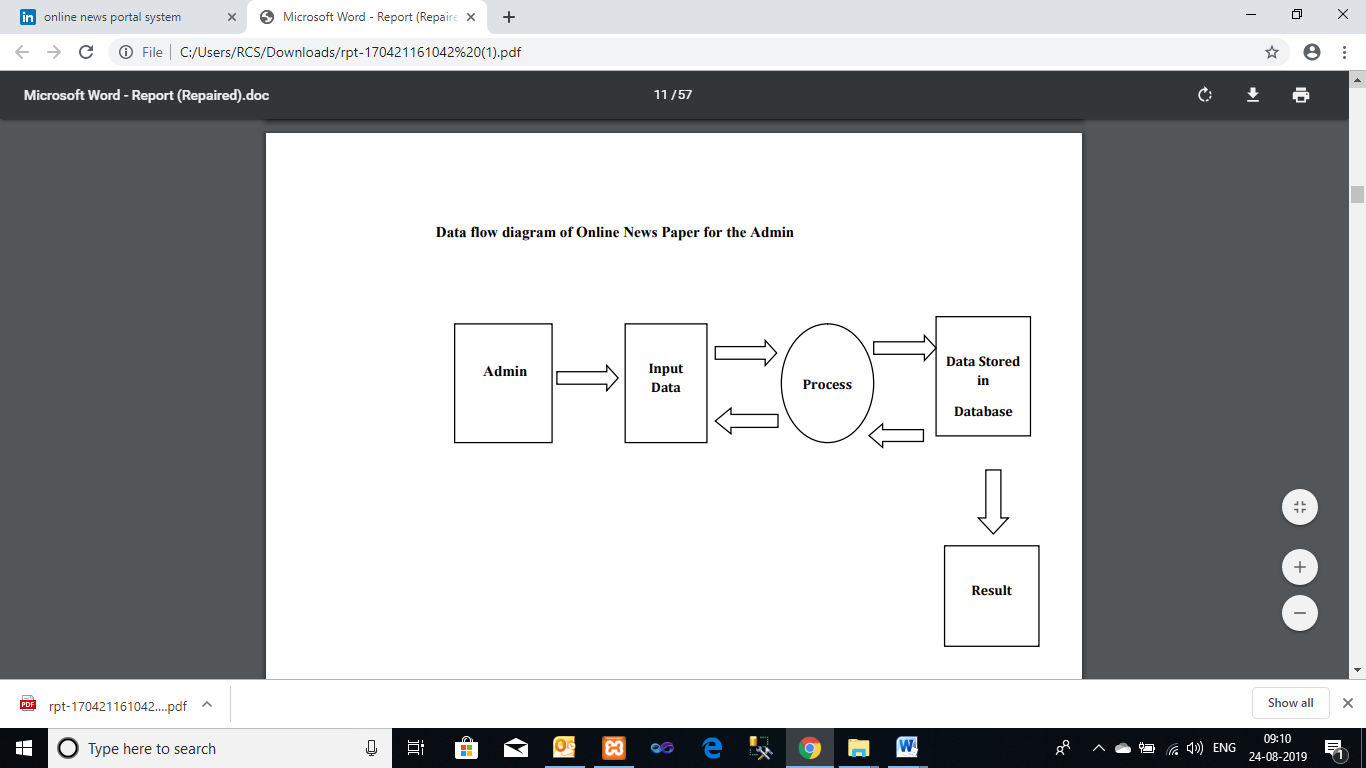 online news portal system
Microsoft Word - Report (Repaire
File
C:/Users/RCS/Downloads/rpt-170421161042%20(1).pdf
Microsoft Word - Report (Repaired).doc
11 / 57
Data flow diagram of Online News Paper for the Admin
Admin
Input
Data
Process
Data Stored
in
Database
Result
PDF
rpt-170421161042....pdf
Show all
Type here to search
ENG
09:10
24-08-2019
1